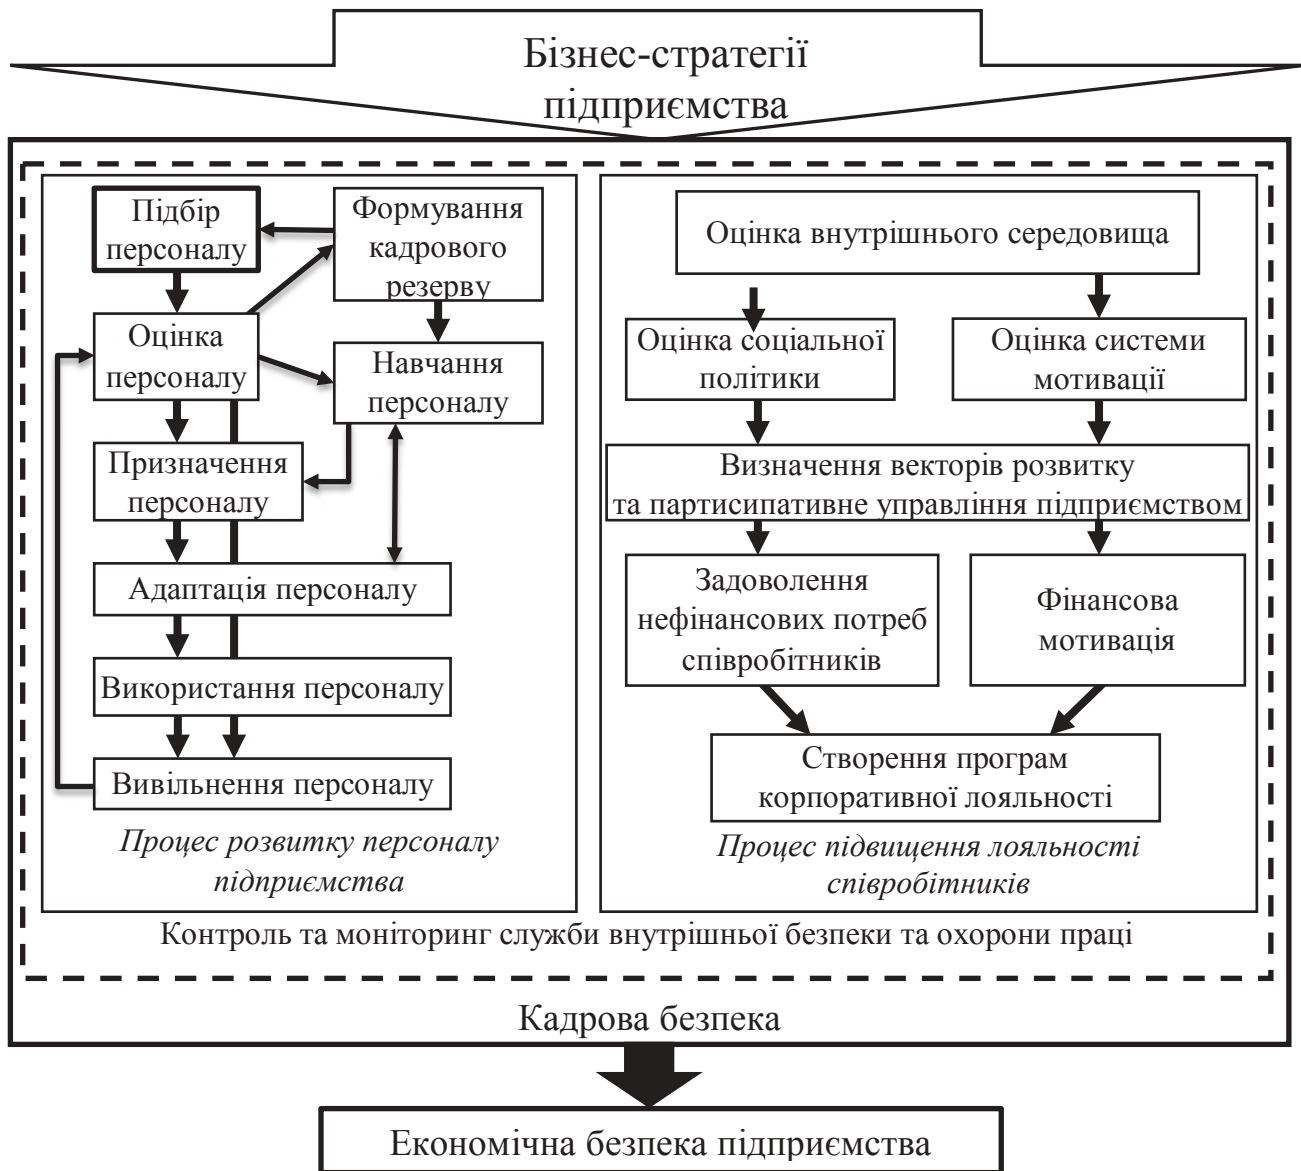 Бізнес-стратегії
підприємства
Підбір
персоналу
Формування
кадрового
резерву
Оцінка
персоналу
Навчання
персоналу
Призначення
персоналу
Адаптація персоналу
Використання персоналу
Вивільнення персоналу
Процес розвитку персоналу
підприємства
Оцінка внутрішнього середовища
Оцінка соціальної
політики
Оцінка системи
мотивації
Визначення векторів розвитку
та партисипативне управління підприємством
Задоволення
нефінансових потреб
співробітників
Фінансова
мотивація
Створення програм
корпоративної лояльності
Процес підвищення лояльності
співробітників
Контроль та моніторинг служби внутрішньої безпеки та охорони праці
Кадрова безпека
Економічна безпека підприємства